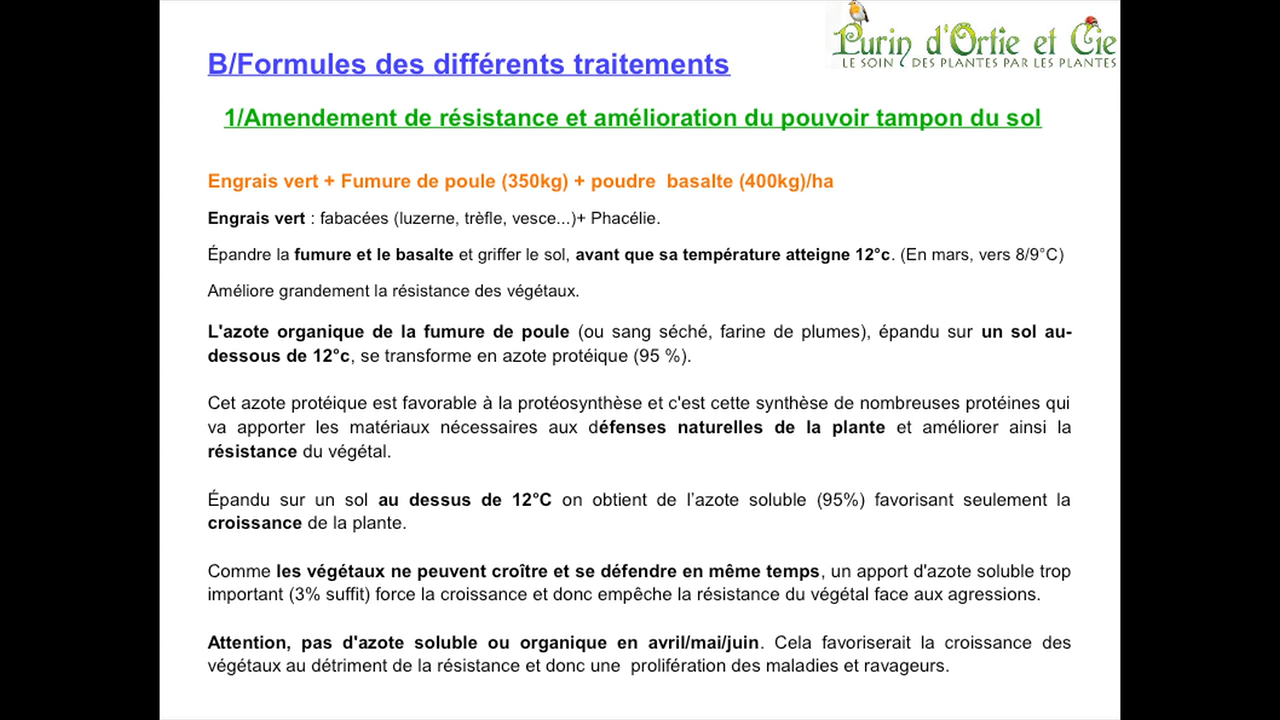 Purin d'Ortie et Cie
LE SOIN DES PLANTES PAR LES PLANTES
B/Formules des différents traitements
1/Amendement de résistance et amélioration du pouvoir tampon du sol
Engrais vert + Fumure de poule (350kg) + poudre  basalte (400kg)/ha
Engrais vert : fabacées (luzerne, trèfle, vesce...)+ Phacélie.
Épandre la fumure et le basalte et griffer le sol, avant que sa température atteigne 12°c. (En mars, vers 8/9°C)
Améliore grandement la résistance des végétaux.
L'azote organique de la fumure de poule (ou sang séché, farine de plumes), épandu sur un sol au-
dessous de 12°c, se transforme en azote protéique (95 %).
Cet azote protéique est favorable à la protéosynthèse et c'est cette synthèse de nombreuses protéines qui
va apporter les matériaux nécessaires aux défenses naturelles de la plante et améliorer ainsi la
résistance du végétal.
Épandu sur un sol au dessus de 12°C on obtient de l’azote soluble (95%) favorisant seulement la
croissance de la plante.
Comme les végétaux ne peuvent croître et se défendre en même temps, un apport d'azote soluble trop
important (3% suffit) force la croissance et donc empêche la résistance du végétal face aux agressions.
Attention, pas d'azote soluble ou organique en avril/mai/juin. Cela favoriserait la croissance des
végétaux au détriment de la résistance et donc une  prolifération des maladies et ravageurs.